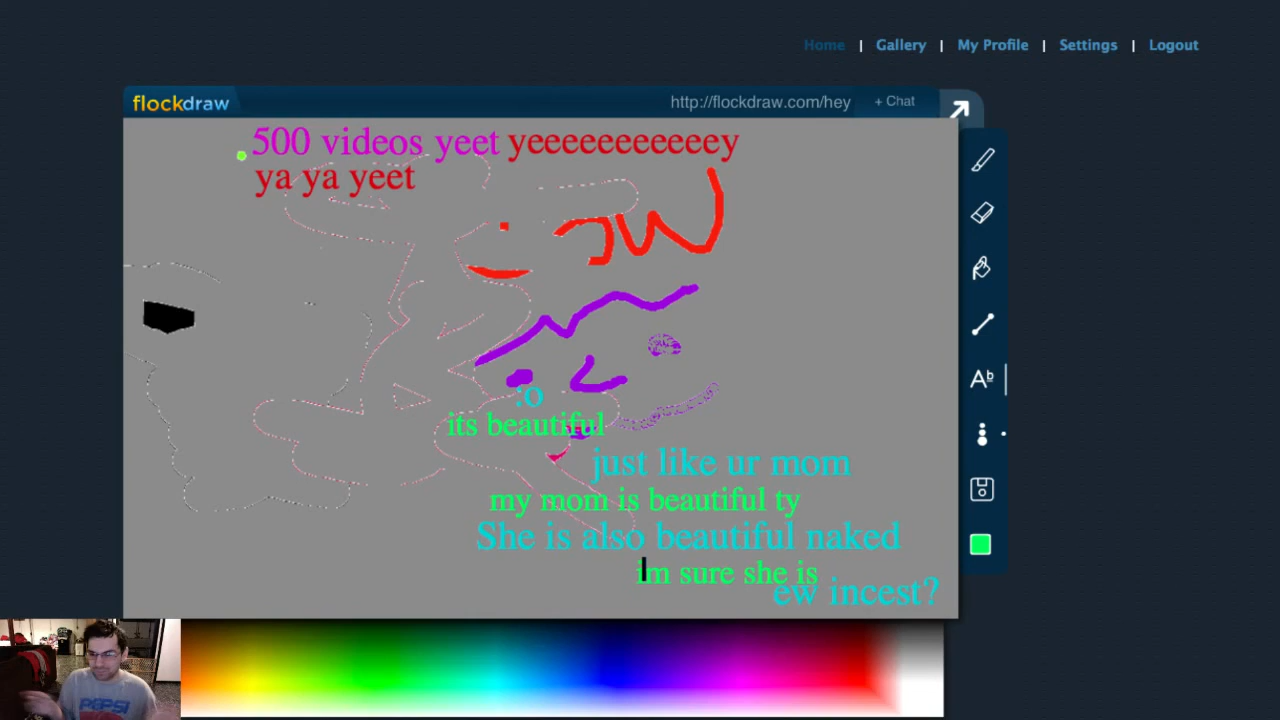 Home | Gallery | My Profile | Settings | Logout
flockdraw http://flockdraw.com/hey + Chat
500 videos yeet yeeeeeeeeeeey
ya ya yeet
:o
its beautiful
just like ur mom
my mom is beautiful ty
She is also beautiful naked
im sure she is
ew incest?
Ab
PEPSI